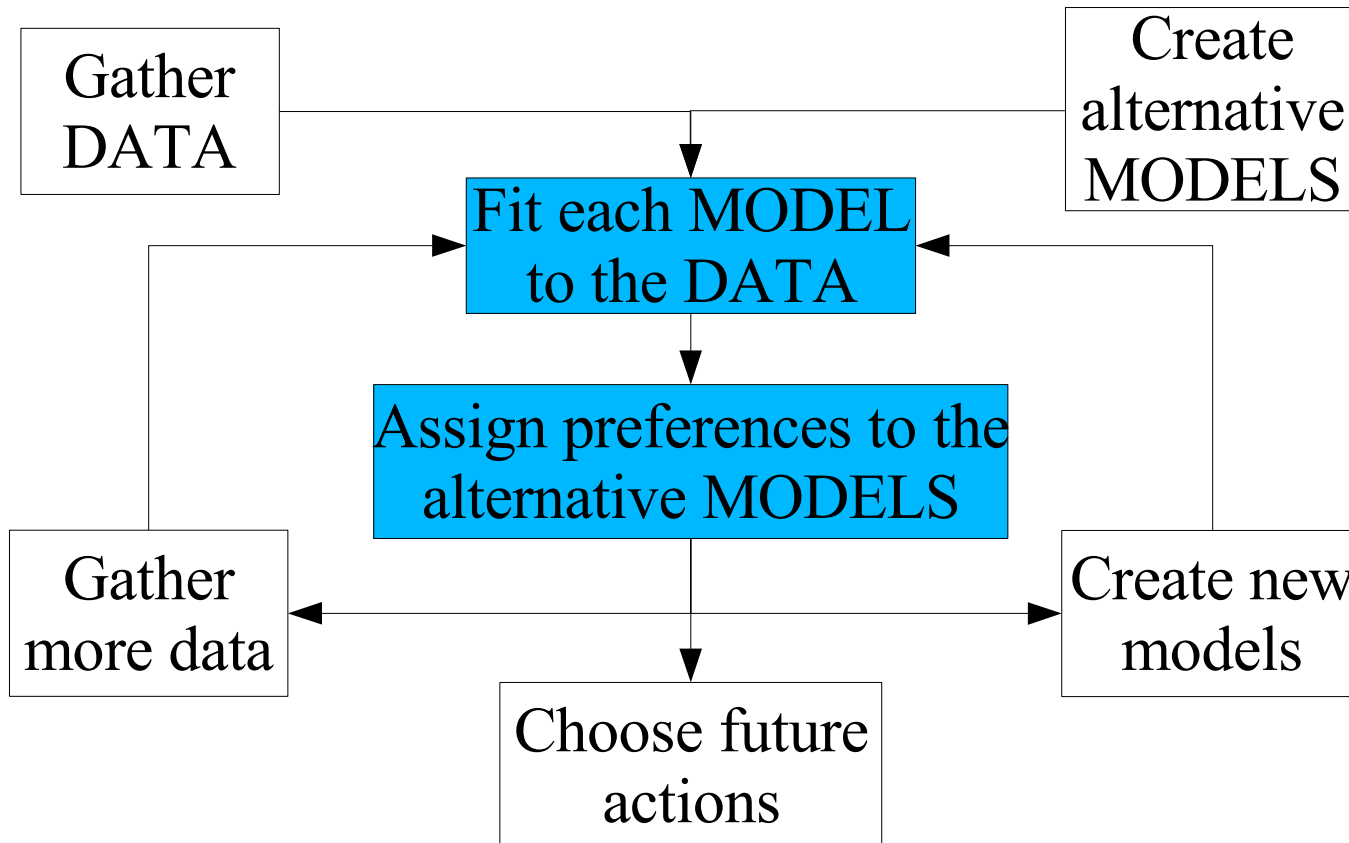 Gather
DATA
Create
alternative
MODELS
Fit each MODEL
to the DATA
Assign preferences to the
alternative MODELS
Gather
more data
Create new
models
Choose future
actions